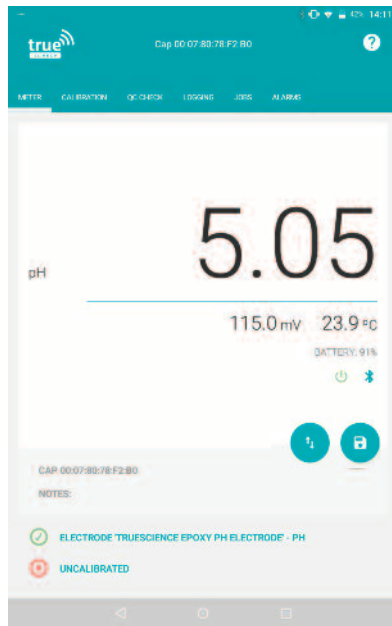 42% 14:11
true
Cap 00:07:80:78:F2:B0
?
METER CALIBRATION QC CHECK LOGGING JOBS ALARMS
5.05
pH
115.0 mV 23.9 ºC
BATTERY: 91%
CAP 00:07:80:78:F2:B0
NOTES:
ELECTRODE 'TRUESCIENCE EPOXY PH ELECTRODE' - PH
UNCALIBRATED